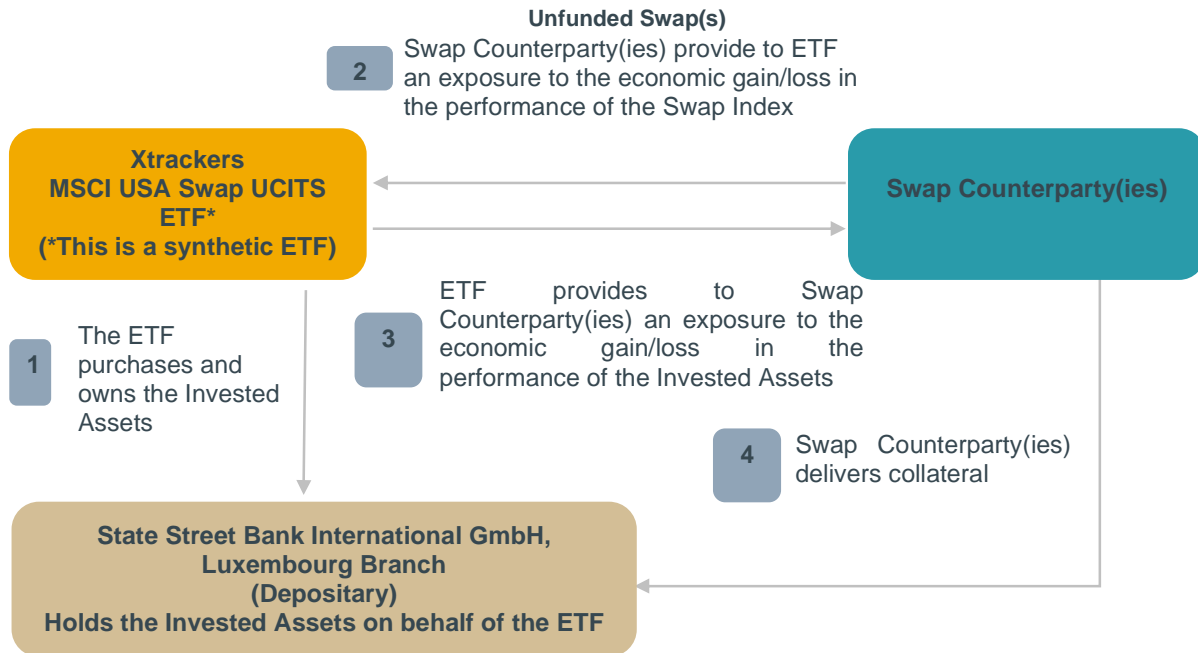 Unfunded Swap(s)
2
Swap Counterparty(ies) provide to ETF
an exposure to the economic gain/loss in
the performance of the Swap Index
Xtrackers
MSCI USA Swap UCITS
ETF*
(*This is a synthetic ETF)
Swap Counterparty(ies)
1
The ETF
purchases and
owns the Invested
Assets
3
ETF provides to Swap
Counterparty(ies) an exposure to the
economic gain/loss in the
performance of the Invested Assets
4
Swap Counterparty(ies)
delivers collateral
State Street Bank International GmbH,
Luxembourg Branch
(Depositary)
Holds the Invested Assets on behalf of the ETF